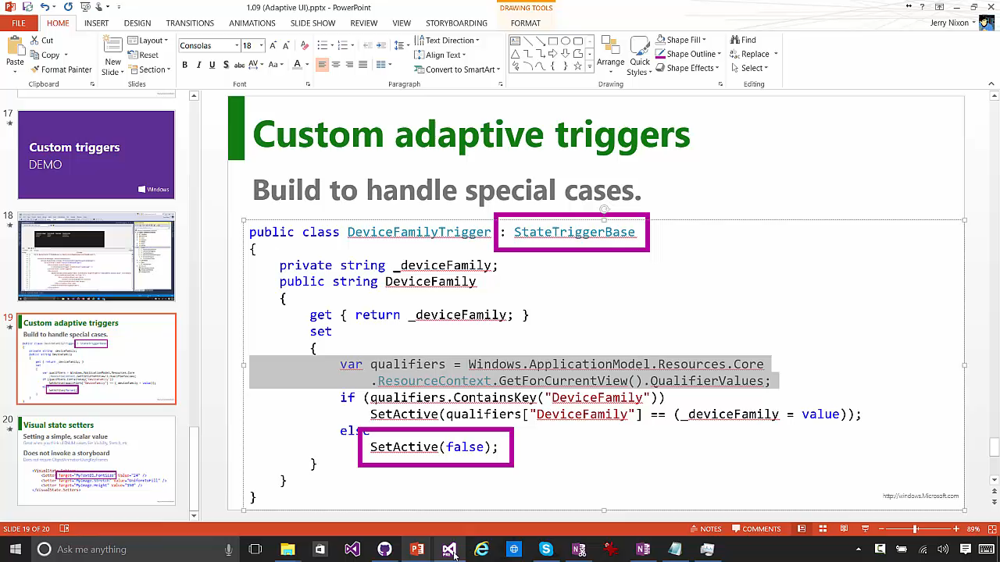 1.09 (Adaptive UI).pptx - PowerPoint
DRAWING TOOLS
FILE HOME INSERT DESIGN TRANSITIONS ANIMATIONS SLIDE SHOW REVIEW VIEW STORYBOARDING FORMAT
Jerry Nixon
Paste
Cut
Copy
Format Painter
Clipboard
New
Slide
Layout
Reset
Section
Slides
Consolas 18
B I U S abc AV Aa A
Font
Text Direction
Align Text
Convert to SmartArt
Paragraph
Arrange
Quick
Styles
Shape Fill
Shape Outline
Shape Effects
Drawing
Find
Replace
Select
Editing
17
Custom triggers
DEMO
Windows
18
19
Custom adaptive triggers
Build to handle special cases.
20
Visual state setters
Setting a simple, scalar value
Does not invoke a storyboard
Custom adaptive triggers
Build to handle special cases.
public class DeviceFamilyTrigger : StateTriggerBase
{
private string _deviceFamily;
public string DeviceFamily
{
get { return _deviceFamily; }
set
{
var qualifiers = Windows.ApplicationModel.Resources.Core
.ResourceContext.GetForCurrentView().QualifierValues;
if (qualifiers.ContainsKey("DeviceFamily"))
SetActive(qualifiers["DeviceFamily"] == (_deviceFamily = value));
else
SetActive(false);
}
}
}
http://windows.Microsoft.com
SLIDE 19 OF 20
NOTES
COMMENTS
89%
Ask me anything